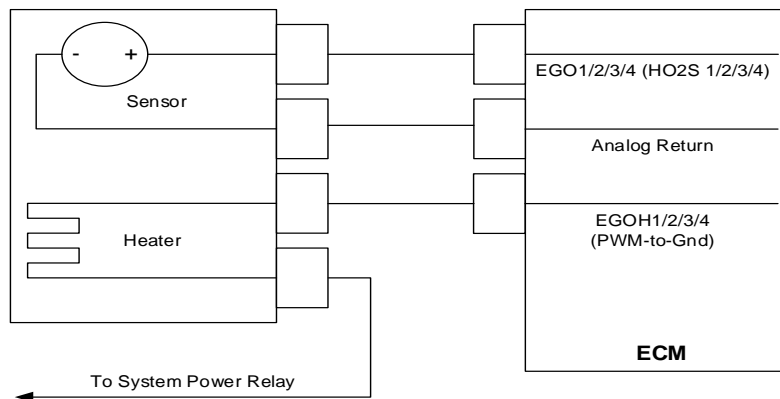 - +
Sensor
EGO1/2/3/4 (HO2S 1/2/3/4)
Analog Return
Heater
EGOH1/2/3/4
(PWM-to-Gnd)
ECM
To System Power Relay